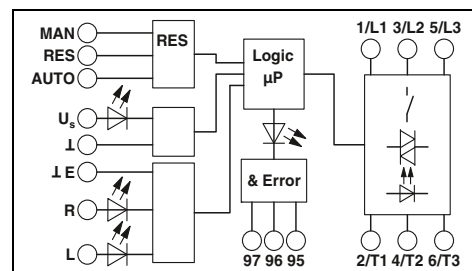 MAN
RES
AUTO
RES
Logic
µP
1/L1 3/L2 5/L3
Us
⊥
⊥ E
R
L
& Error
97 96 95
2/T1 4/T2 6/T3